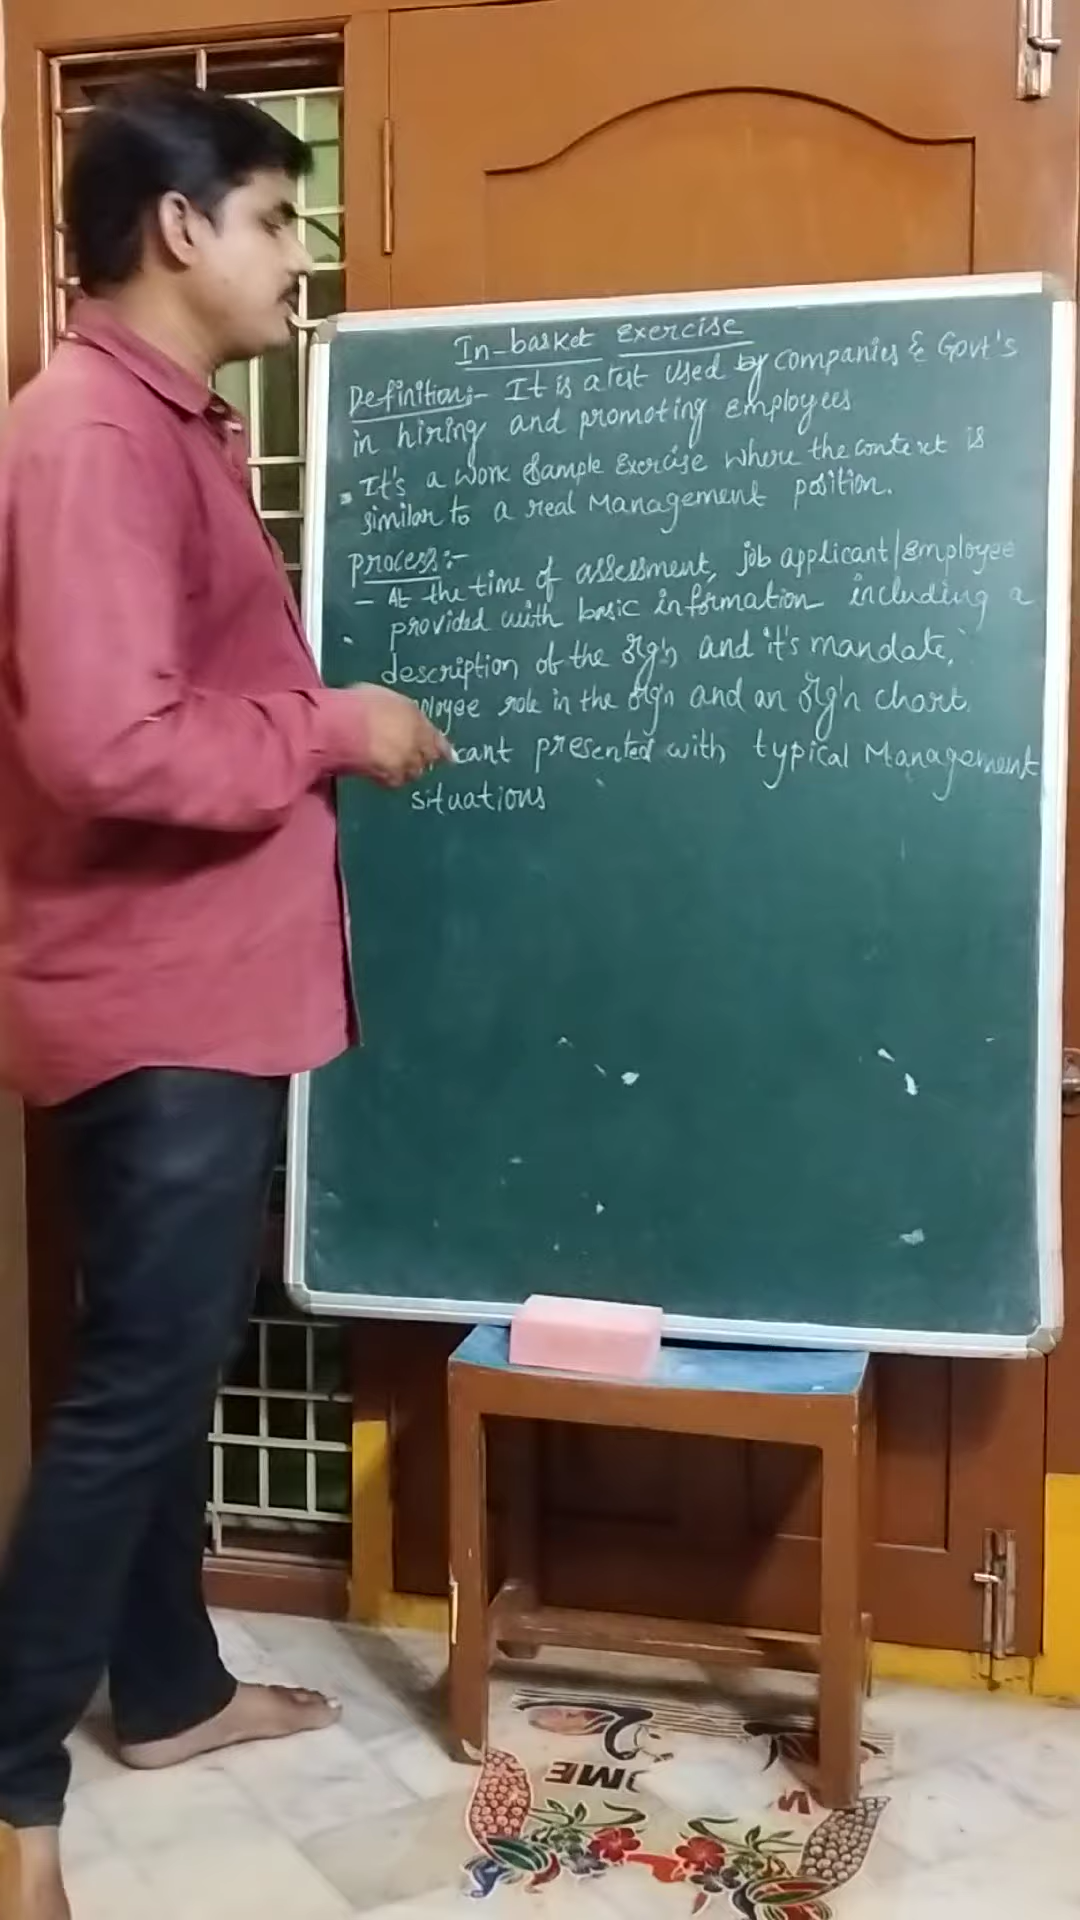 In-basket exercise
Definition:- It is a test used by companies & Govt's
in hiring and promoting employees
- It's a work sample exercise where the context is
similar to a real management position.
process:-
- At the time of assessment, job applicant/employee
provided with basic information including a
description of the org'n and it's mandate,
role in the org'n and an org'n chart.
presented with typical Management
situations
OME
W